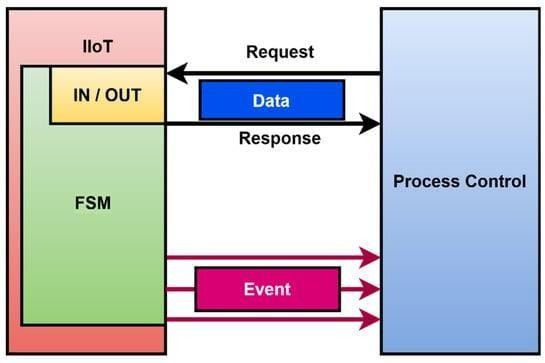 IIoT
Request
IN / OUT
Data
Response
Process Control
FSM
Event